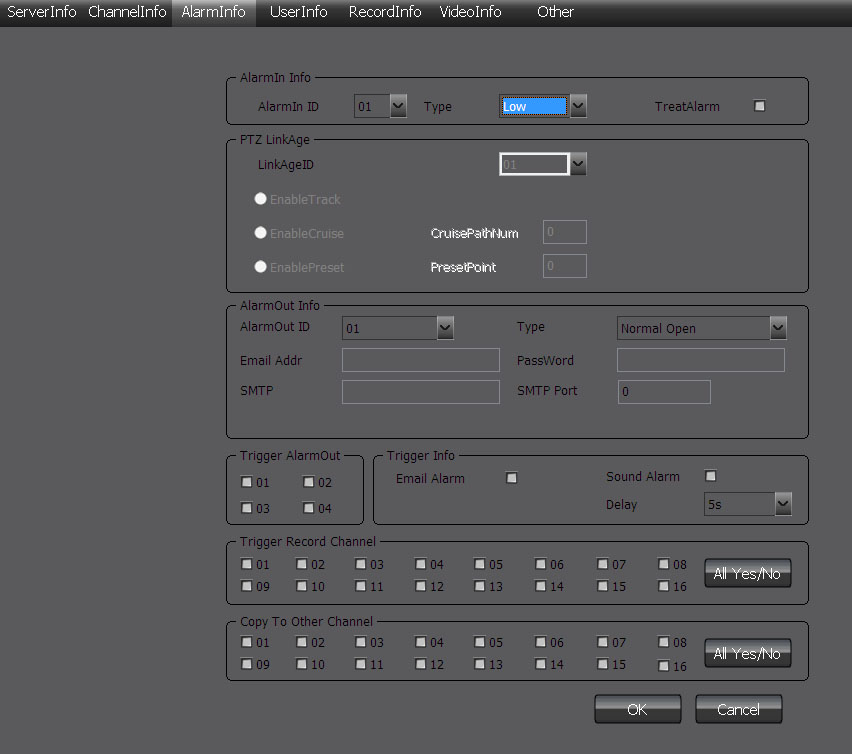 ServerInfo ChannelInfo AlarmInfo UserInfo RecordInfo VideoInfo Other
AlarmIn Info
AlarmIn ID 01 Type Low TreatAlarm
PTZ LinkAge
LinkAgeID 01
EnableTrack
EnableCruise CruisePathNum 0
EnablePreset PresetPoint 0
AlarmOut Info
AlarmOut ID 01 Type Normal Open
Email Addr PassWord
SMTP SMTP Port 0
Trigger AlarmOut Trigger Info
01 02 Email Alarm Sound Alarm
03 04 Delay 5s
Trigger Record Channel
01 02 03 04 05 06 07 08
09 10 11 12 13 14 15 16
All Yes/No
Copy To Other Channel
01 02 03 04 05 06 07 08
09 10 11 12 13 14 15 16
All Yes/No
OK Cancel